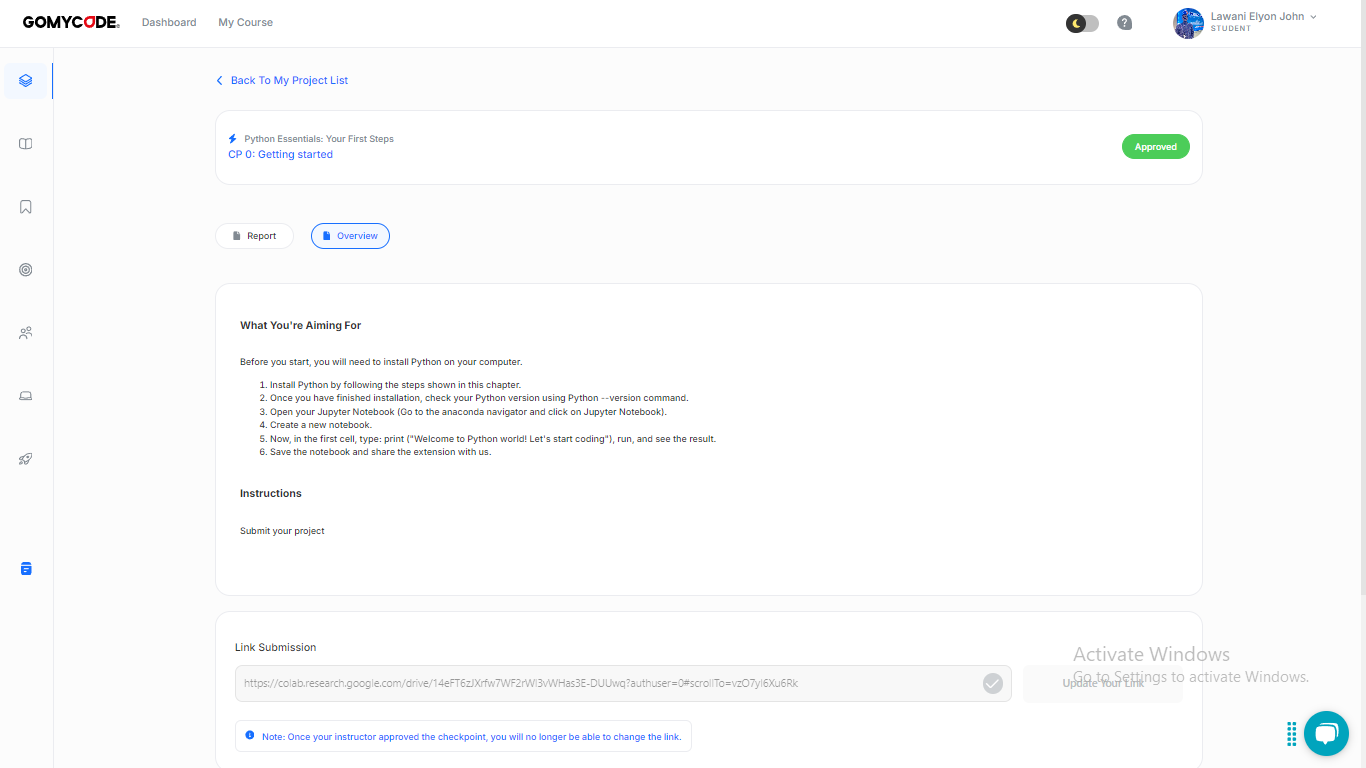 GOMYCODE
Dashboard
My Course
?
Lawani Elyon John
STUDENT
Back To My Project List
Python Essentials: Your First Steps
CP 0: Getting started
Approved
Report
Overview
What You're Aiming For
Before you start, you will need to install Python on your computer.
1. Install Python by following the steps shown in this chapter.
2. Once you have finished installation, check your Python version using Python --version command.
3. Open your Jupyter Notebook (Go to the anaconda navigator and click on Jupyter Notebook).
4. Create a new notebook.
5. Now, in the first cell, type: print ("Welcome to Python world! Let's start coding"), run, and see the result.
6. Save the notebook and share the extension with us.
Instructions
Submit your project
Link Submission
https://colab.research.google.com/drive/14eFT6zJXrfw7WF2rWl3vWHas3E-DUUwq?authuser=0#scrollTo=vzO7yl6Xu6Rk
Update Your Link
Note: Once your instructor approved the checkpoint, you will no longer be able to change the link.
Activate Windows
Go to Settings to activate Windows.